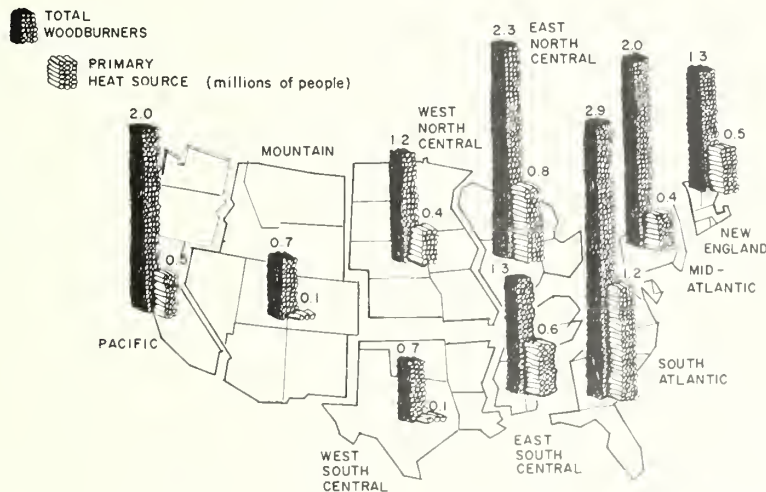 TOTAL
WOODBURNERS
PRIMARY
HEAT SOURCE (millions of people)
2.0
PACIFIC
MOUNTAIN
0.7
0.1
WEST
NORTH
CENTRAL
1.2
0.4
2.3
EAST
NORTH
CENTRAL
0.8
2.0
0.4
MID-
ATLANTIC
1.3
0.5
NEW
ENGLAND
2.9
1.2
SOUTH
ATLANTIC
1.3
0.6
EAST
SOUTH
CENTRAL
0.7
0.1
WEST
SOUTH
CENTRAL